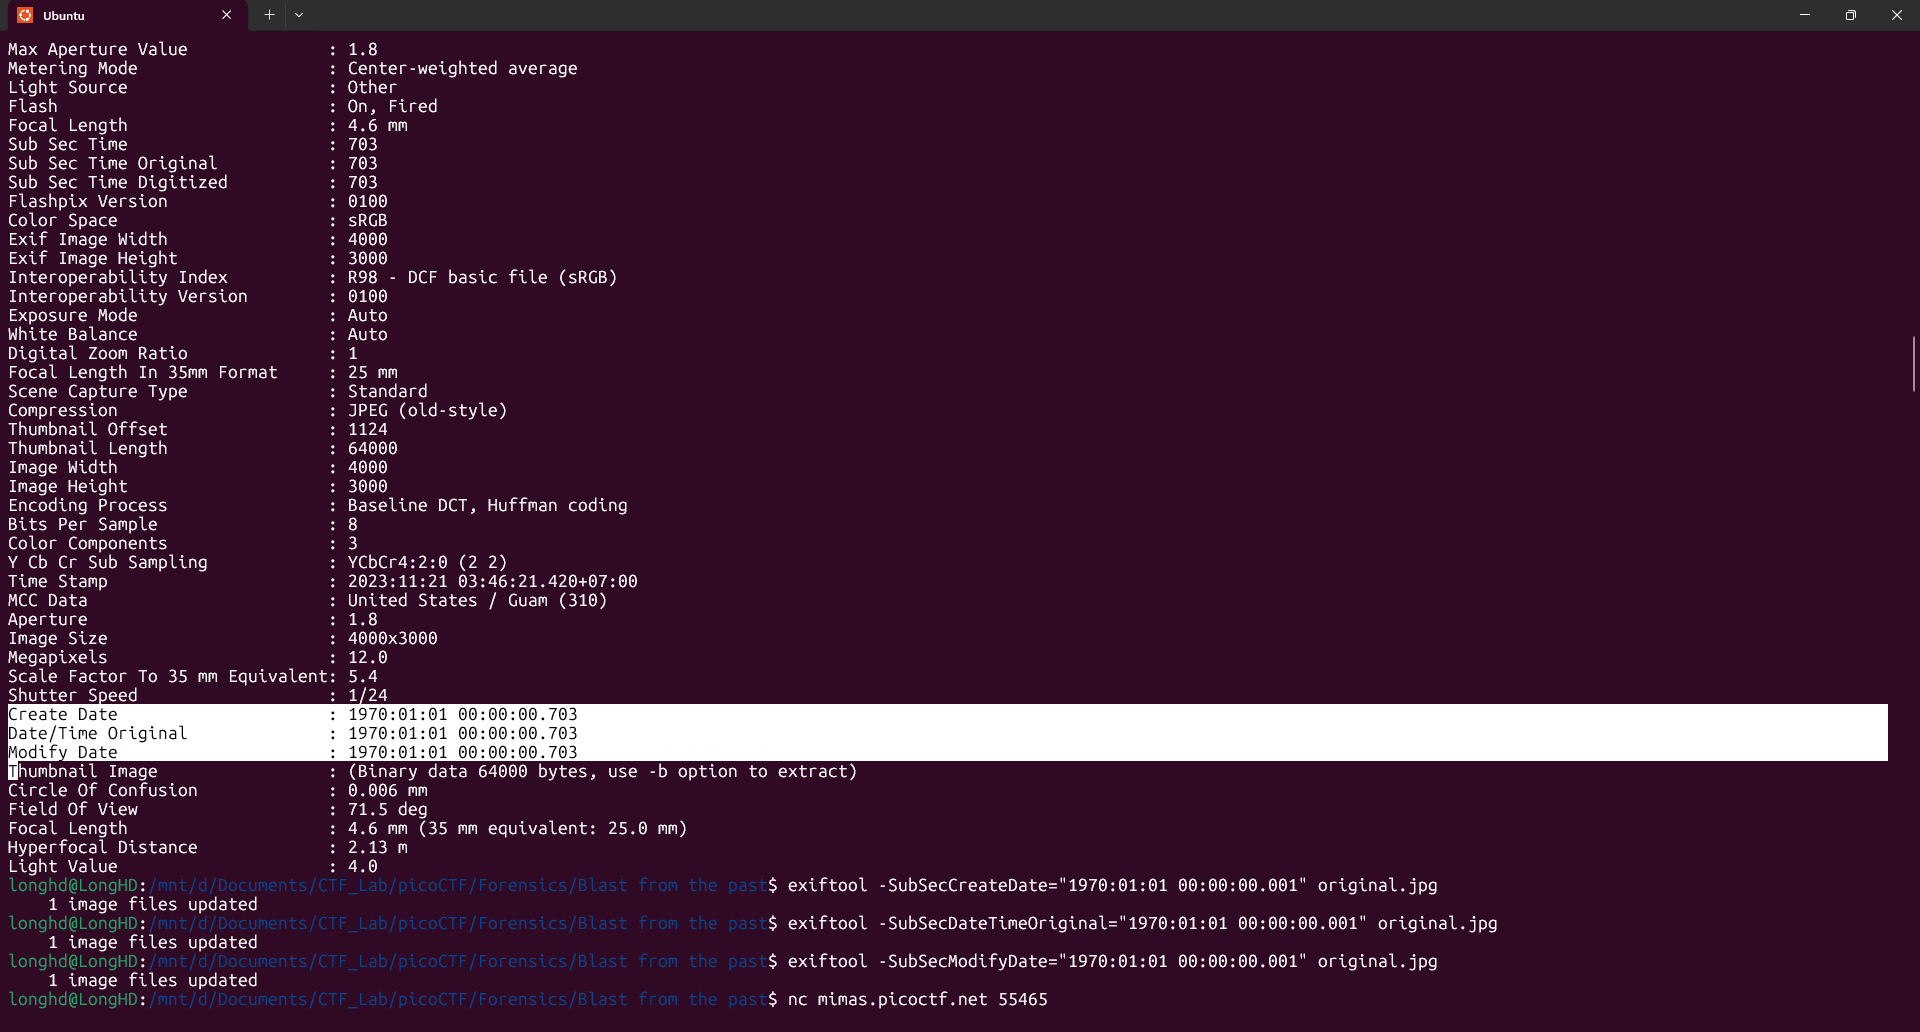 Ubuntu
Max Aperture Value : 1.8
Metering Mode : Center-weighted average
Light Source : Other
Flash : On, Fired
Focal Length : 4.6 mm
Sub Sec Time : 703
Sub Sec Time Original : 703
Sub Sec Time Digitized : 703
Flashpix Version : 0100
Color Space : sRGB
Exif Image Width : 4000
Exif Image Height : 3000
Interoperability Index : R98 - DCF basic file (sRGB)
Interoperability Version : 0100
Exposure Mode : Auto
White Balance : Auto
Digital Zoom Ratio : 1
Focal Length In 35mm Format : 25 mm
Scene Capture Type : Standard
Compression : JPEG (old-style)
Thumbnail Offset : 1124
Thumbnail Length : 64000
Image Width : 4000
Image Height : 3000
Encoding Process : Baseline DCT, Huffman coding
Bits Per Sample : 8
Color Components : 3
Y Cb Cr Sub Sampling : YCbCr4:2:0 (2 2)
Time Stamp : 2023:11:21 03:46:21.420+07:00
MCC Data : United States / Guam (310)
Aperture : 1.8
Image Size : 4000x3000
Megapixels : 12.0
Scale Factor To 35 mm Equivalent: 5.4
Shutter Speed : 1/24
Create Date : 1970:01:01 00:00:00.703
Date/Time Original : 1970:01:01 00:00:00.703
Modify Date : 1970:01:01 00:00:00.703
Thumbnail Image : (Binary data 64000 bytes, use -b option to extract)
Circle Of Confusion : 0.006 mm
Field Of View : 71.5 deg
Focal Length : 4.6 mm (35 mm equivalent: 25.0 mm)
Hyperfocal Distance : 2.13 m
Light Value : 4.0
longhd@LongHD:/mnt/d/Documents/CTF_Lab/picoCTF/Forensics/Blast from the past$ exiftool -SubSecCreateDate="1970:01:01 00:00:00.001" original.jpg
1 image files updated
longhd@LongHD:/mnt/d/Documents/CTF_Lab/picoCTF/Forensics/Blast from the past$ exiftool -SubSecDateTimeOriginal="1970:01:01 00:00:00.001" original.jpg
1 image files updated
longhd@LongHD:/mnt/d/Documents/CTF_Lab/picoCTF/Forensics/Blast from the past$ exiftool -SubSecModifyDate="1970:01:01 00:00:00.001" original.jpg
1 image files updated
longhd@LongHD:/mnt/d/Documents/CTF_Lab/picoCTF/Forensics/Blast from the past$ nc mimas.picoctf.net 55465